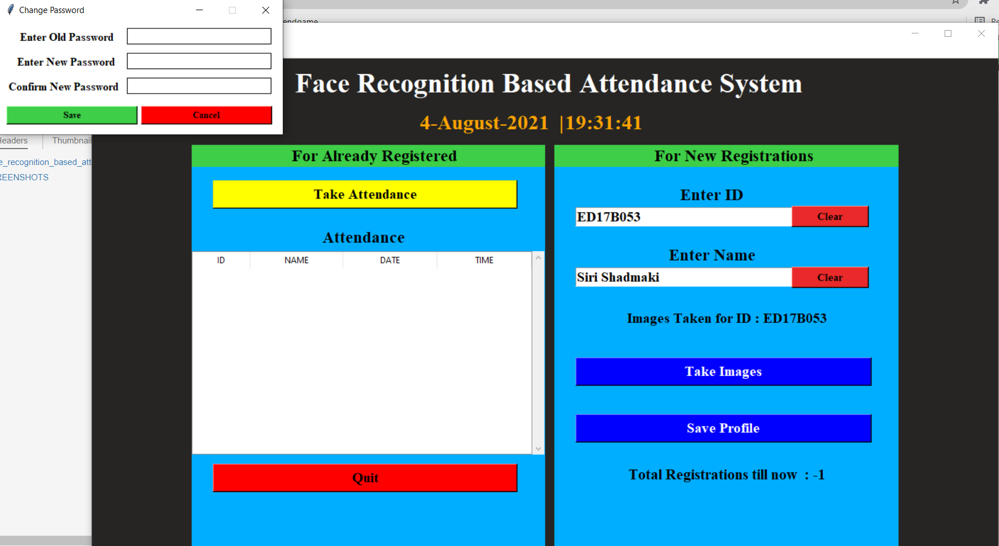 Change Password
Enter Old Password
Enter New Password
Confirm New Password
Save Cancel
endgame
Headers Thumbnail
e_recognition_based_att
REENSHOTS
Face Recognition Based Attendance System
4-August-2021 |19:31:41
For Already Registered
Take Attendance
Attendance
ID NAME DATE TIME
Quit
For New Registrations
Enter ID
ED17B053 Clear
Enter Name
Siri Shadmaki Clear
Images Taken for ID : ED17B053
Take Images
Save Profile
Total Registrations till now : -1